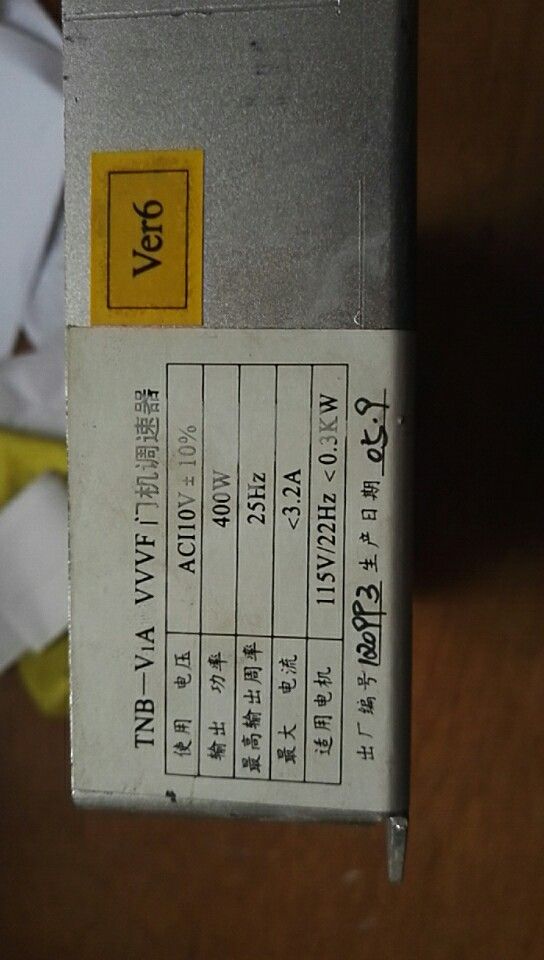 Ver6
TNB—V1A VVVF门机调速器
使用 电压 AC110V ± 10%
输出 功率 400W
最高输出周率 25Hz
最大 电流 <3.2A
适用电机 115V/22Hz < 0.3KW
出厂编号 120993 生产日期 05.9